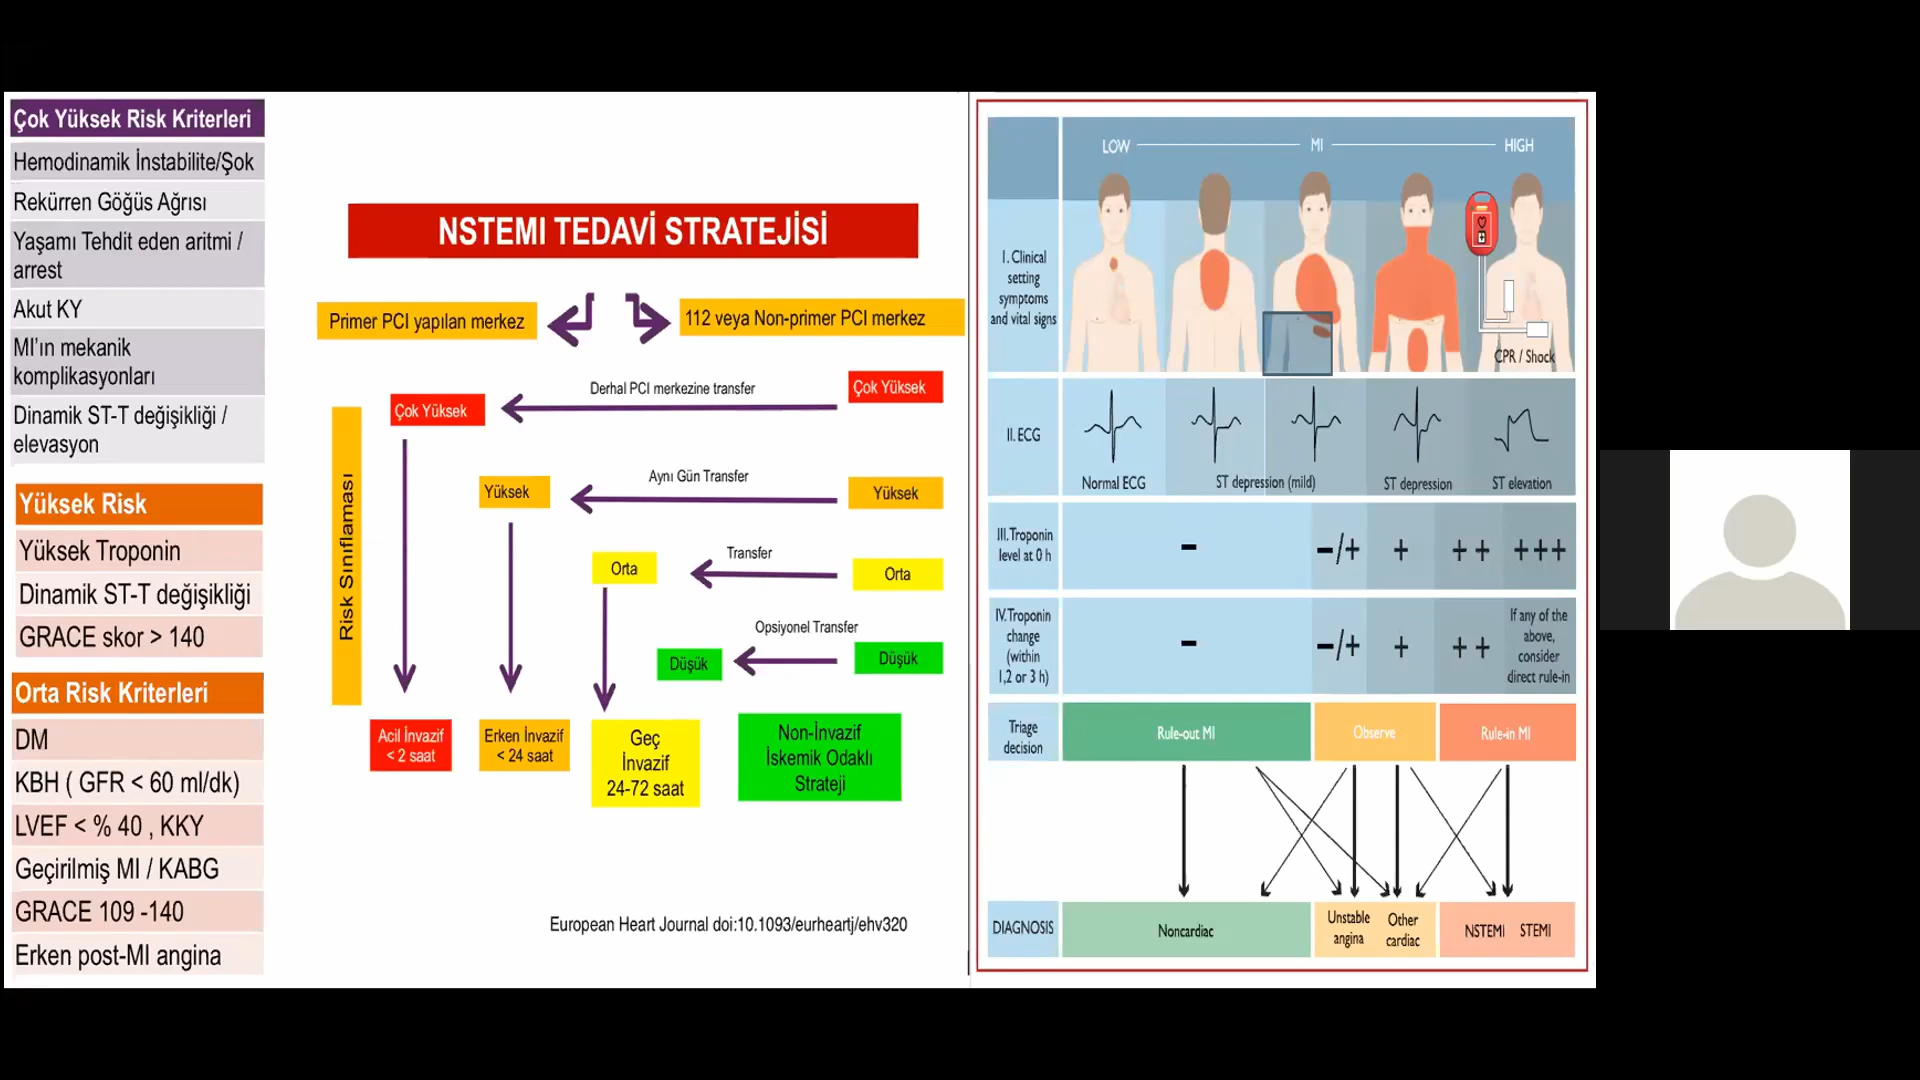 Çok Yüksek Risk Kriterleri
Hemodinamik İnstabilite/Şok
Rekürren Göğüs Ağrısı
Yaşamı Tehdit eden aritmi /
arrest
Akut KY
MI’ın mekanik
komplikasyonları
Dinamik ST-T değişikliği /
elevasyon
Yüksek Risk
Yüksek Troponin
Dinamik ST-T değişikliği
GRACE skor > 140
Orta Risk Kriterleri
DM
KBH ( GFR < 60 ml/dk)
LVEF < % 40 , KKY
Geçirilmiş MI / KABG
GRACE 109 -140
Erken post-MI angina
NSTEMI TEDAVİ STRATEJİSİ
Primer PCI yapılan merkez
112 veya Non-primer PCI merkez
Risk Sınıflaması
Çok Yüksek
Derhal PCI merkezine transfer
Çok Yüksek
Yüksek
Aynı Gün Transfer
Yüksek
Orta
Transfer
Orta
Düşük
Opsiyonel Transfer
Düşük
Acil İnvazif
< 2 saat
Erken İnvazif
< 24 saat
Geç
İnvazif
24-72 saat
Non-İnvazif
İskemik Odaklı
Strateji
European Heart Journal doi:10.1093/eurheartj/ehv320
LOW MI HIGH
I. Clinical
setting
symptoms
and vital signs
CPR / Shock
II. ECG
Normal ECG
ST depression (mild)
ST depression
ST elevation
III. Troponin
level at 0 h
– –/+ + ++ +++
IV. Troponin
change
(within
1,2 or 3 h)
– –/+ + ++
If any of the
above,
consider
direct rule-in
Triage
decision
Rule-out MI
Observe
Rule-in MI
DIAGNOSIS
Noncardiac
Unstable
angina
Other
cardiac
NSTEMI
STEMI